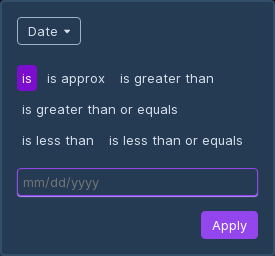 Date
is is approx is greater than
is greater than or equals
is less than is less than or equals
mm/dd/yyyy
Apply